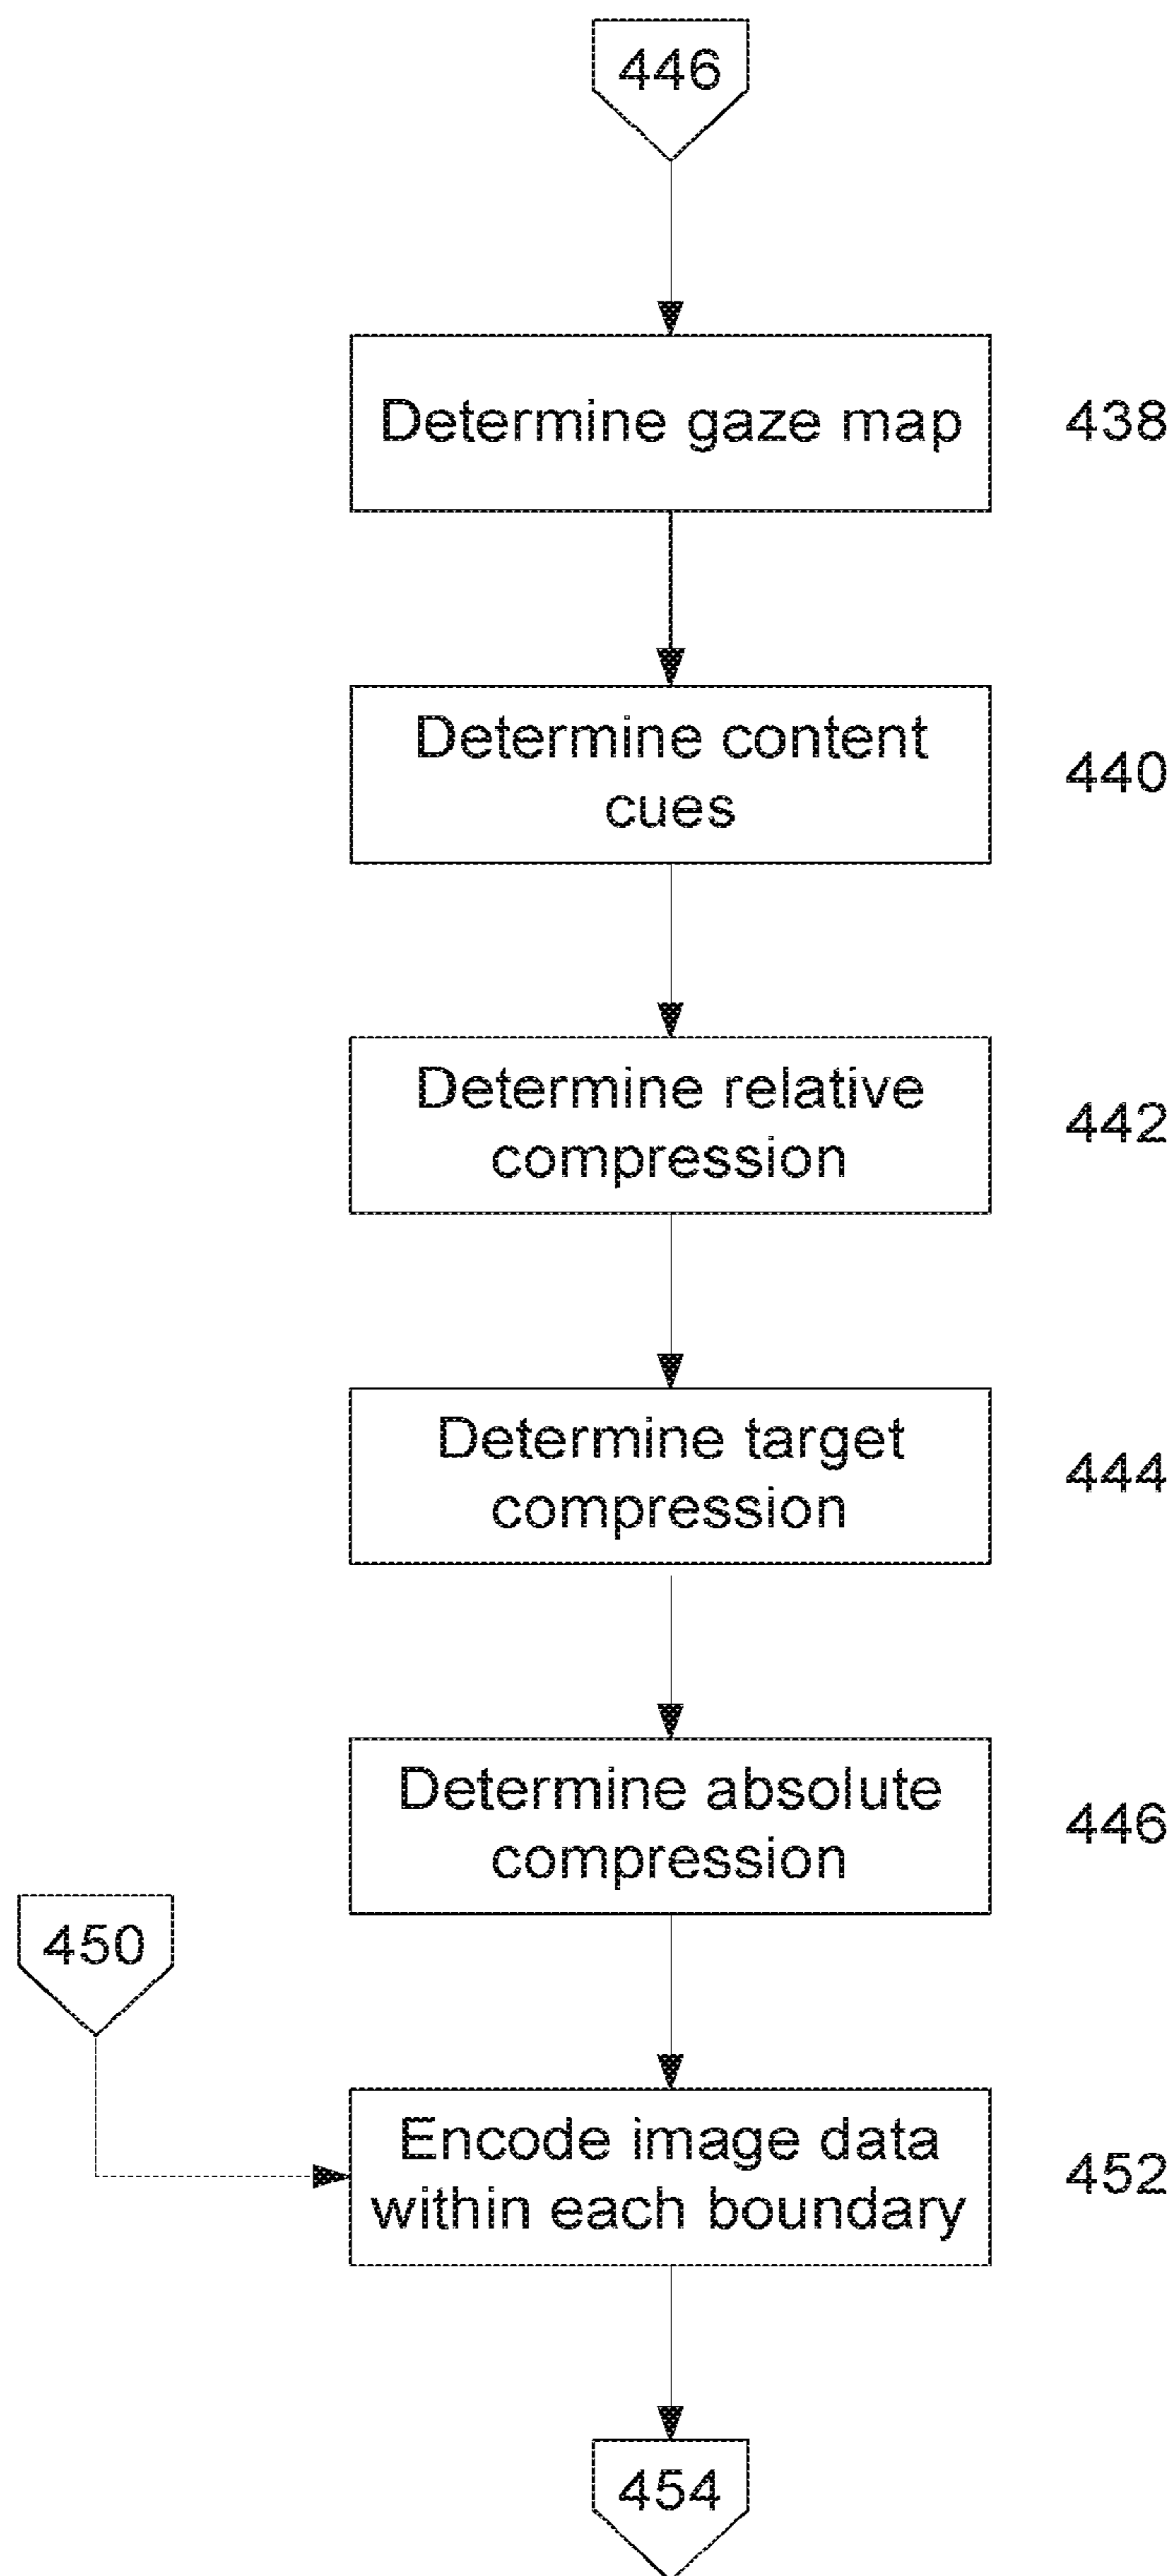 446
Determine gaze map
438
Determine content
cues
440
Determine relative
compression
442
Determine target
compression
444
Determine absolute
compression
446
450
Encode image data
within each boundary
452
454